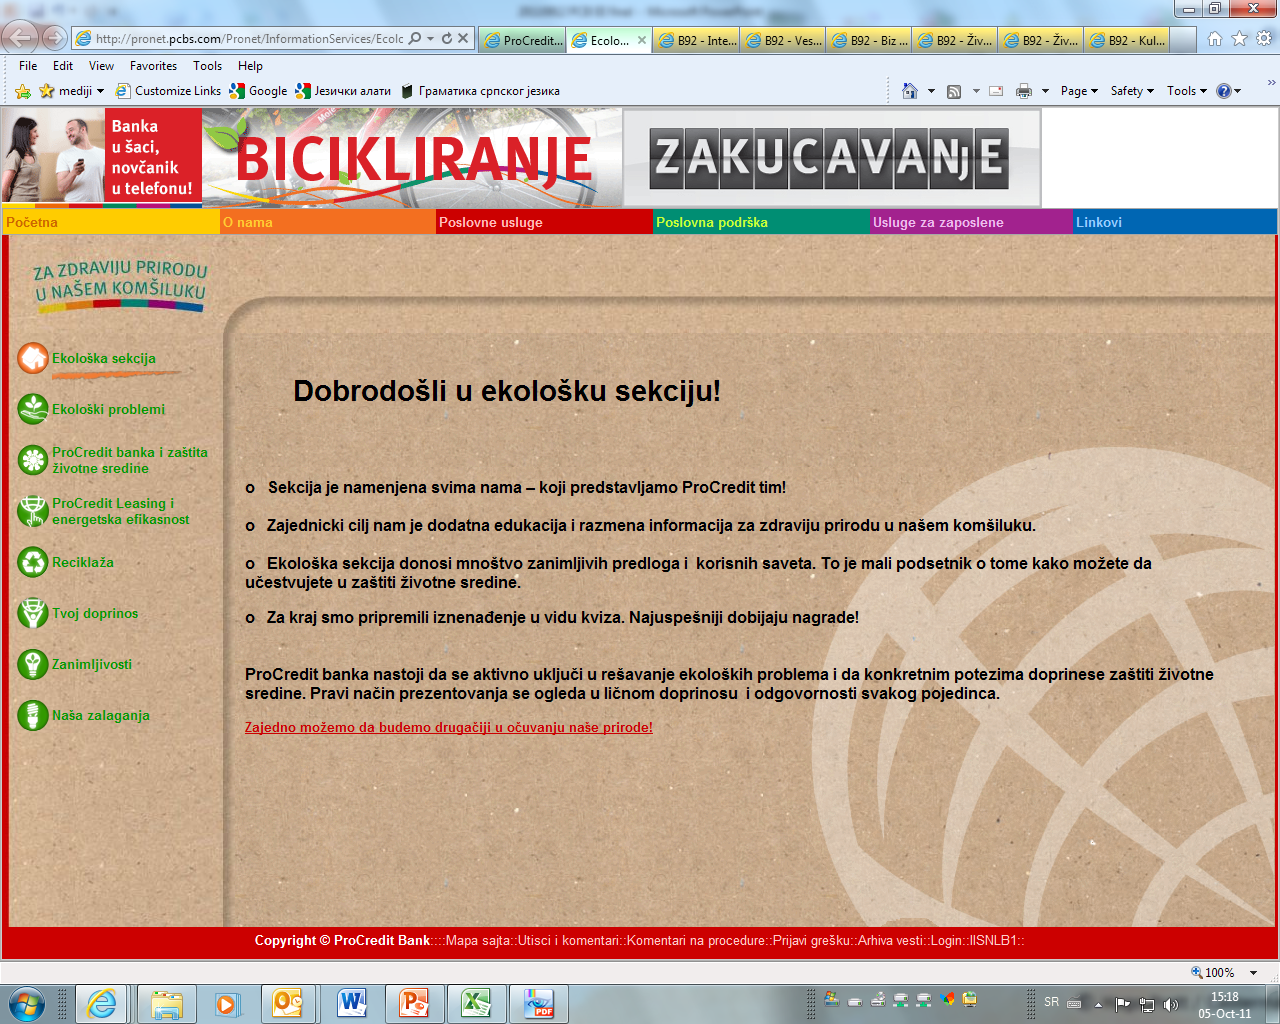 http://pronet.pcbs.com/Pronet/InformationServices/Ecolc
ProCredit...
Ecolo...
B92 - Inte...
B92 - Ves...
B92 - Biz ...
B92 - Živ...
B92 - Živ...
B92 - Kul...
File Edit View Favorites Tools Help
mediji Customize Links Google Језички алати Граматика српског језика
Page Safety Tools
Banka
u šaci,
novčanik
u telefonu!
BICIKLIRANJE
ZAKUCAVANjE
Početna O nama Poslovne usluge Poslovna podrška Usluge za zaposlene Linkovi
ZA ZDRAVIJU PRIRODU
U NAŠEM KOMŠILUKU
Ekološka sekcija
Ekološki problemi
ProCredit banka i zaštita
životne sredine
ProCredit Leasing i
energetska efikasnost
Reciklaža
Tvoj doprinos
Zanimljivosti
Naša zalaganja
Dobrodošli u ekološku sekciju!
o Sekcija je namenjena svima nama – koji predstavljamo ProCredit tim!
o Zajednicki cilj nam je dodatna edukacija i razmena informacija za zdraviju prirodu u našem komšiluku.
o Ekološka sekcija donosi mnoštvo zanimljivih predloga i korisnih saveta. To je mali podsetnik o tome kako možete da
učestvujete u zaštiti životne sredine.
o Za kraj smo pripremili iznenađenje u vidu kviza. Najuspešniji dobijaju nagrade!
ProCredit banka nastoji da se aktivno uključi u rešavanje ekoloških problema i da konkretnim potezima doprinese zaštiti životne
sredine. Pravi način prezentovanja se ogleda u ličnom doprinosu i odgovornosti svakog pojedinca.
Zajedno možemo da budemo drugačiji u očuvanju naše prirode!
Copyright © ProCredit Bank::::Mapa sajta::Utisci i komentari::Komentari na procedure::Prijavi grešku::Arhiva vesti::Login::IISNLB1::
100%
PDF
SR
15:18
05-Oct-11